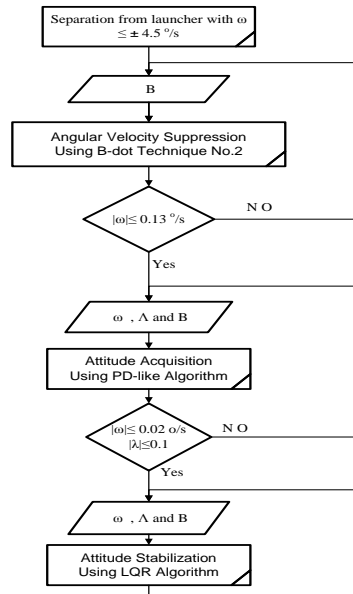 Separation from launcher with ω
≤ ± 4.5 °/s
B
Angular Velocity Suppression
Using B-dot Technique No.2
|ω|≤ 0.13 °/s
N O
Yes
ω , Λ and B
Attitude Acquisition
Using PD-like Algorithm
|ω|≤ 0.02 o/s
|λ|≤0.1
N O
Yes
ω , Λ and B
Attitude Stabilization
Using LQR Algorithm